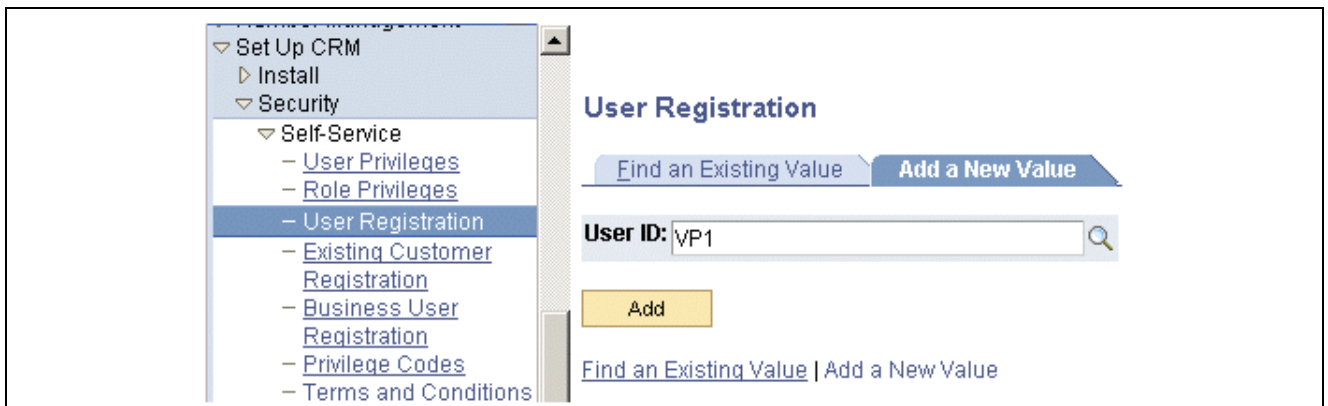 Set Up CRM
Install
Security
Self-Service
– User Privileges
– Role Privileges
– User Registration
– Existing Customer
Registration
– Business User
Registration
– Privilege Codes
– Terms and Conditions
User Registration
Find an Existing Value
Add a New Value
User ID: VP1
Add
Find an Existing Value | Add a New Value